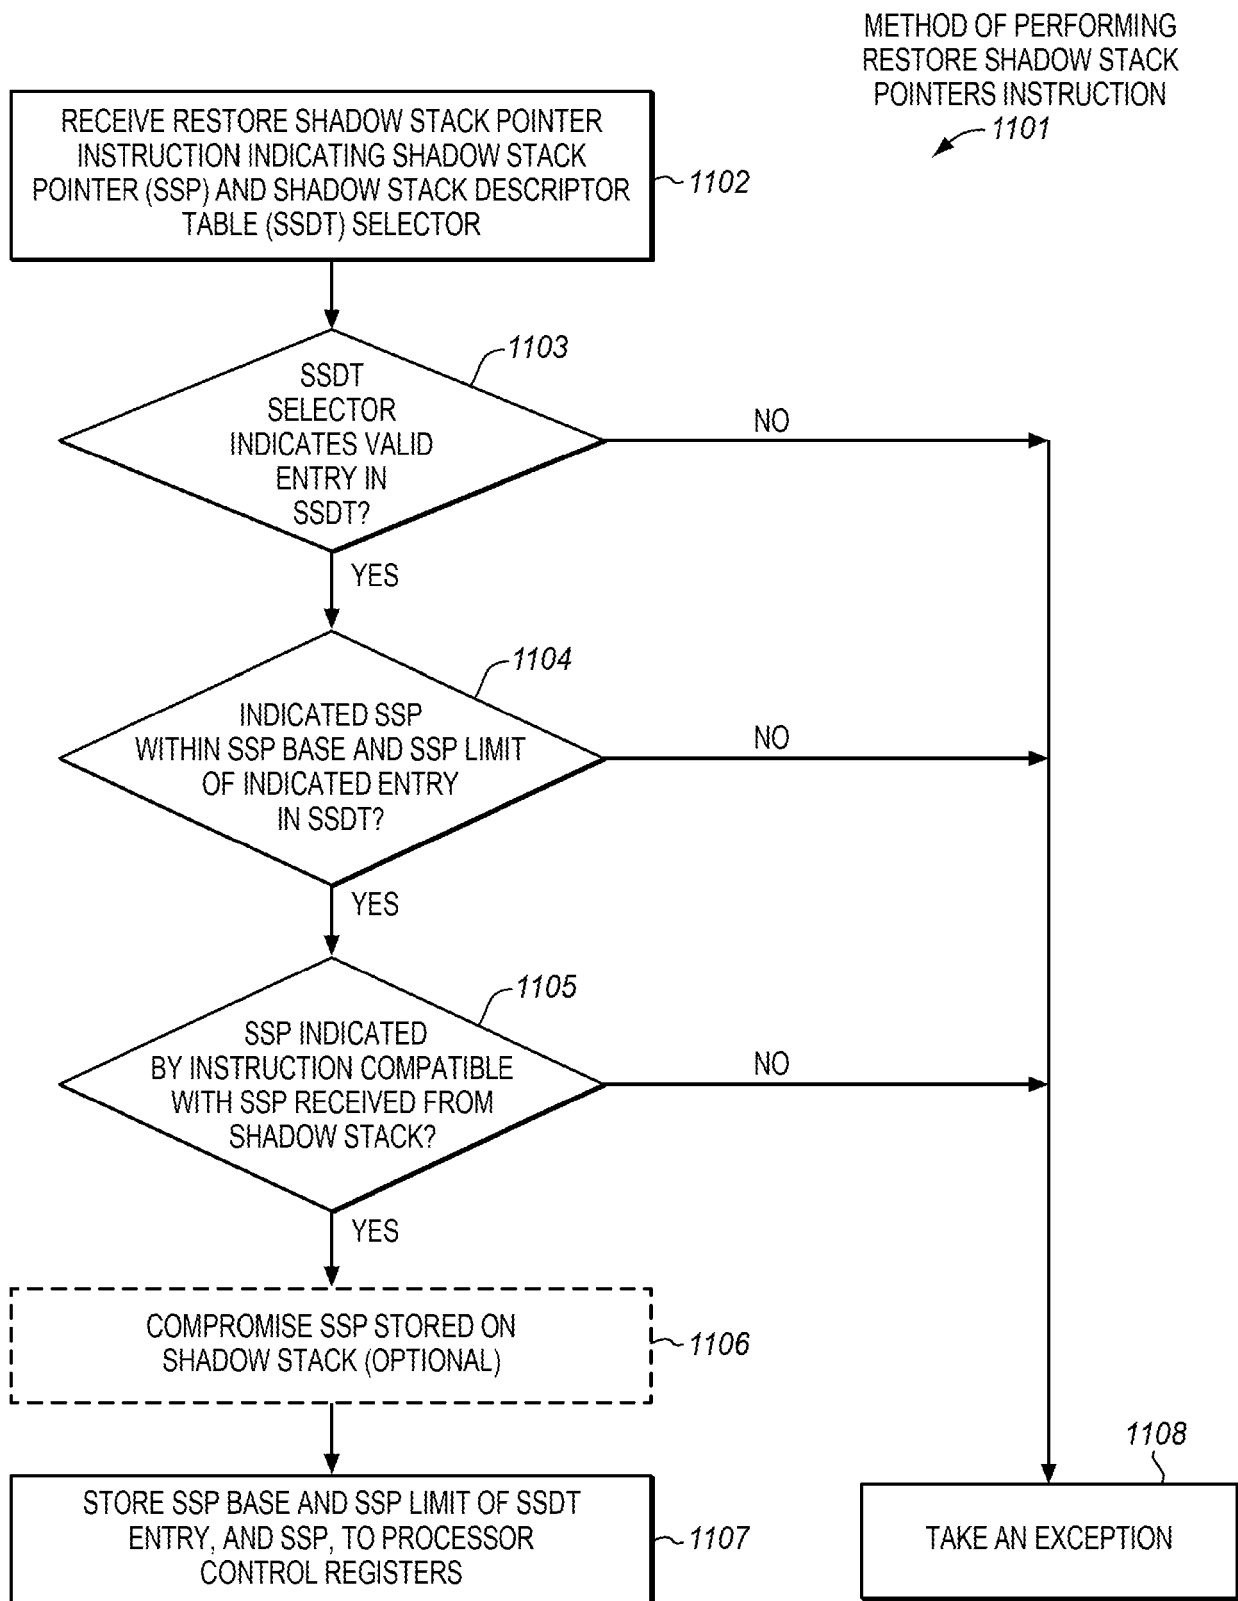 METHOD OF PERFORMING
RESTORE SHADOW STACK
POINTERS INSTRUCTION
1101
RECEIVE RESTORE SHADOW STACK POINTER
INSTRUCTION INDICATING SHADOW STACK
POINTER (SSP) AND SHADOW STACK DESCRIPTOR
TABLE (SSDT) SELECTOR
1102
1103
SSDT
SELECTOR
INDICATES VALID
ENTRY IN
SSDT?
NO
YES
1104
INDICATED SSP
WITHIN SSP BASE AND SSP LIMIT
OF INDICATED ENTRY
IN SSDT?
NO
YES
1105
SSP INDICATED
BY INSTRUCTION COMPATIBLE
WITH SSP RECEIVED FROM
SHADOW STACK?
NO
YES
COMPROMISE SSP STORED ON
SHADOW STACK (OPTIONAL)
1106
STORE SSP BASE AND SSP LIMIT OF SSDT
ENTRY, AND SSP, TO PROCESSOR
CONTROL REGISTERS
1107
1108
TAKE AN EXCEPTION